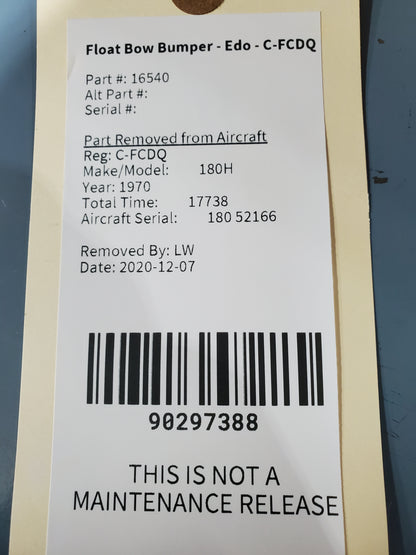 Float Bow Bumper - Edo - C-FCDQ
Part #: 16540
Alt Part #:
Serial #:
Part Removed from Aircraft
Reg: C-FCDQ
Make/Model: 180H
Year: 1970
Total Time: 17738
Aircraft Serial: 180 52166
Removed By: LW
Date: 2020-12-07
90297388
THIS IS NOT A
MAINTENANCE RELEASE